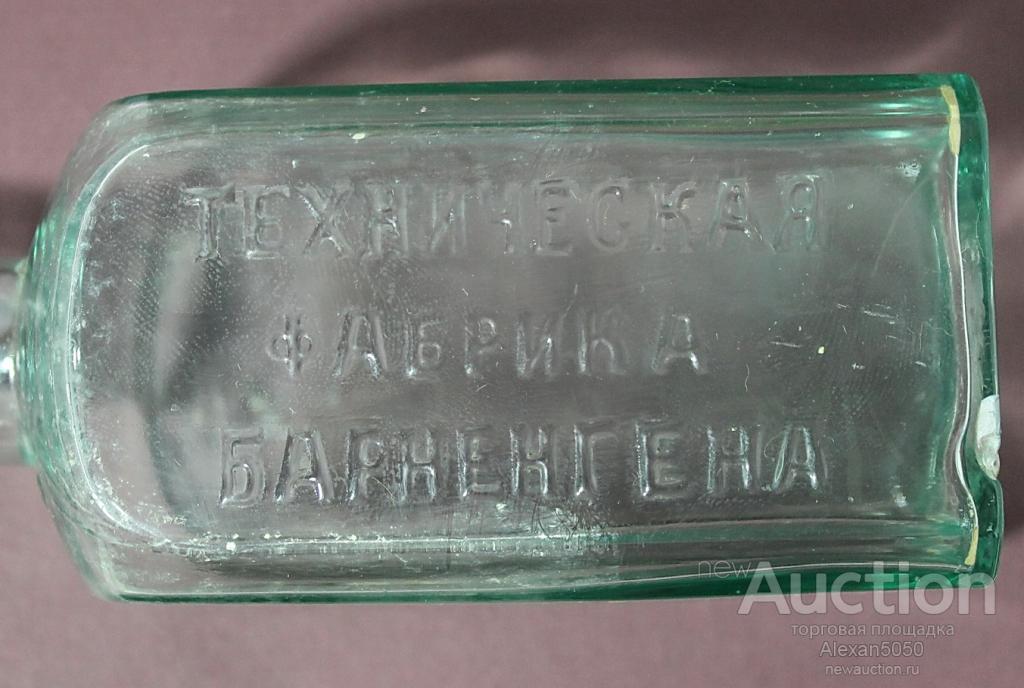 ТЕХНИЧЕСКАЯ
ФАБРИКА
БАРНЕНГЕНА
newAuction
торговая площадка
Alexan5050
newauction.ru